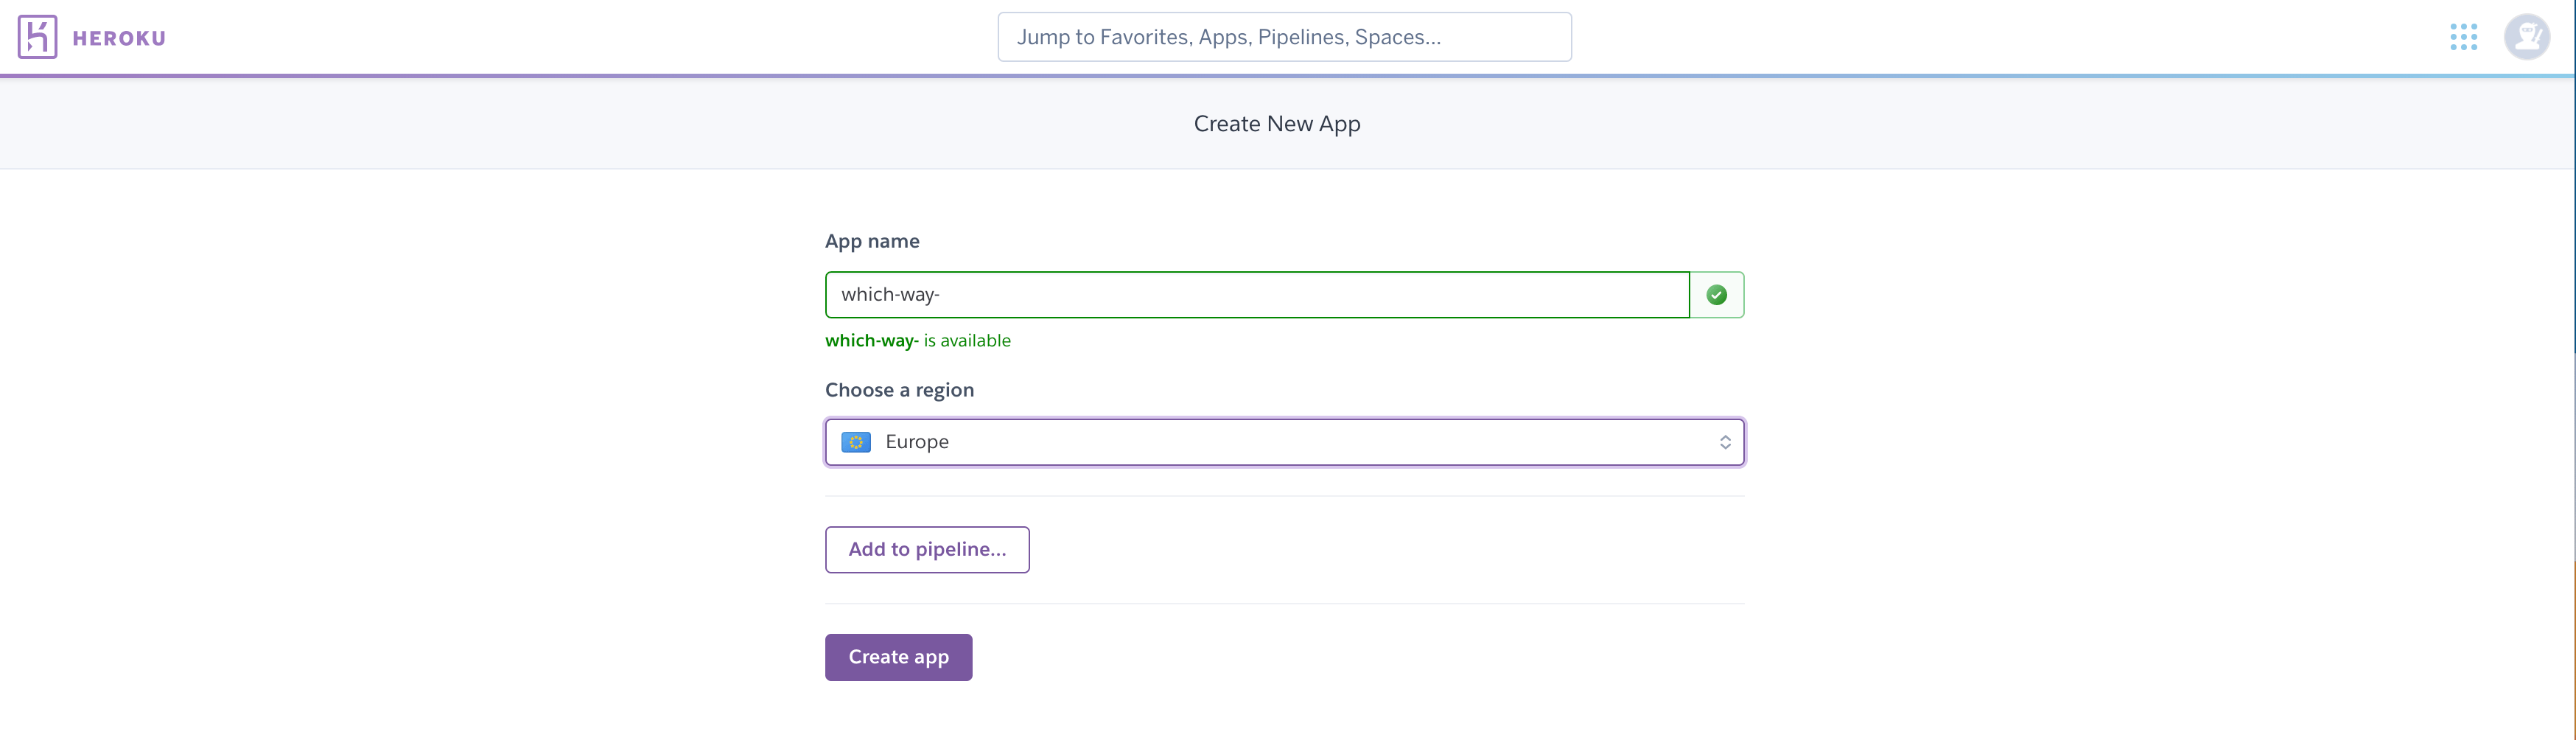 HEROKU
Jump to Favorites, Apps, Pipelines, Spaces...
Create New App
App name
which-way-
which-way- is available
Choose a region
Europe
Add to pipeline...
Create app